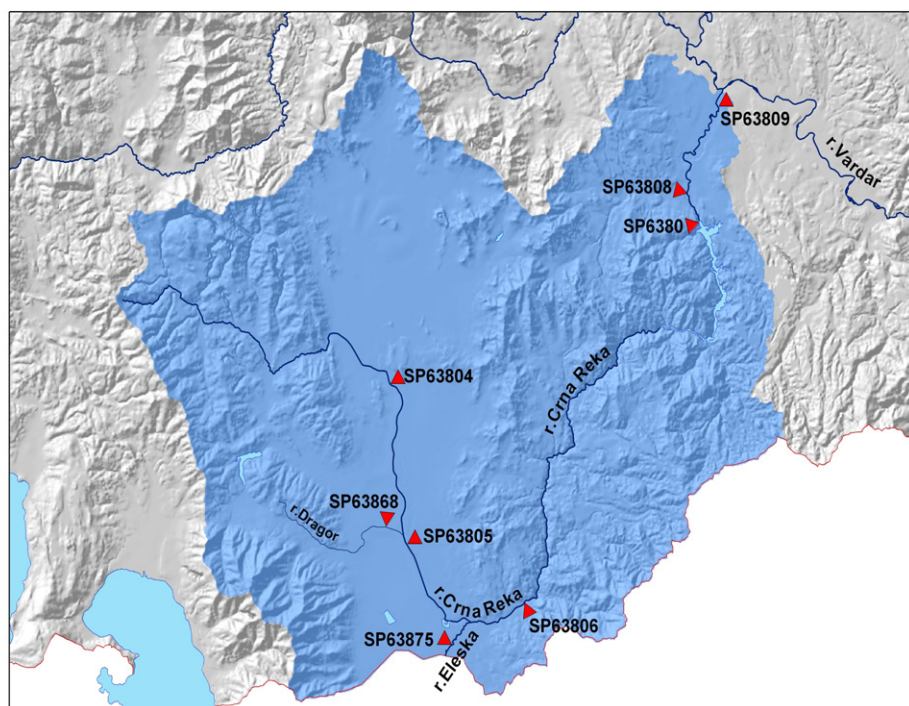 SP63809
r.Vardar
SP63808
SP6380
SP63804
r.Crna Reka
SP63868
r.Dragor
SP63805
r.Crna Reka
SP63806
SP63875
r.Eleska